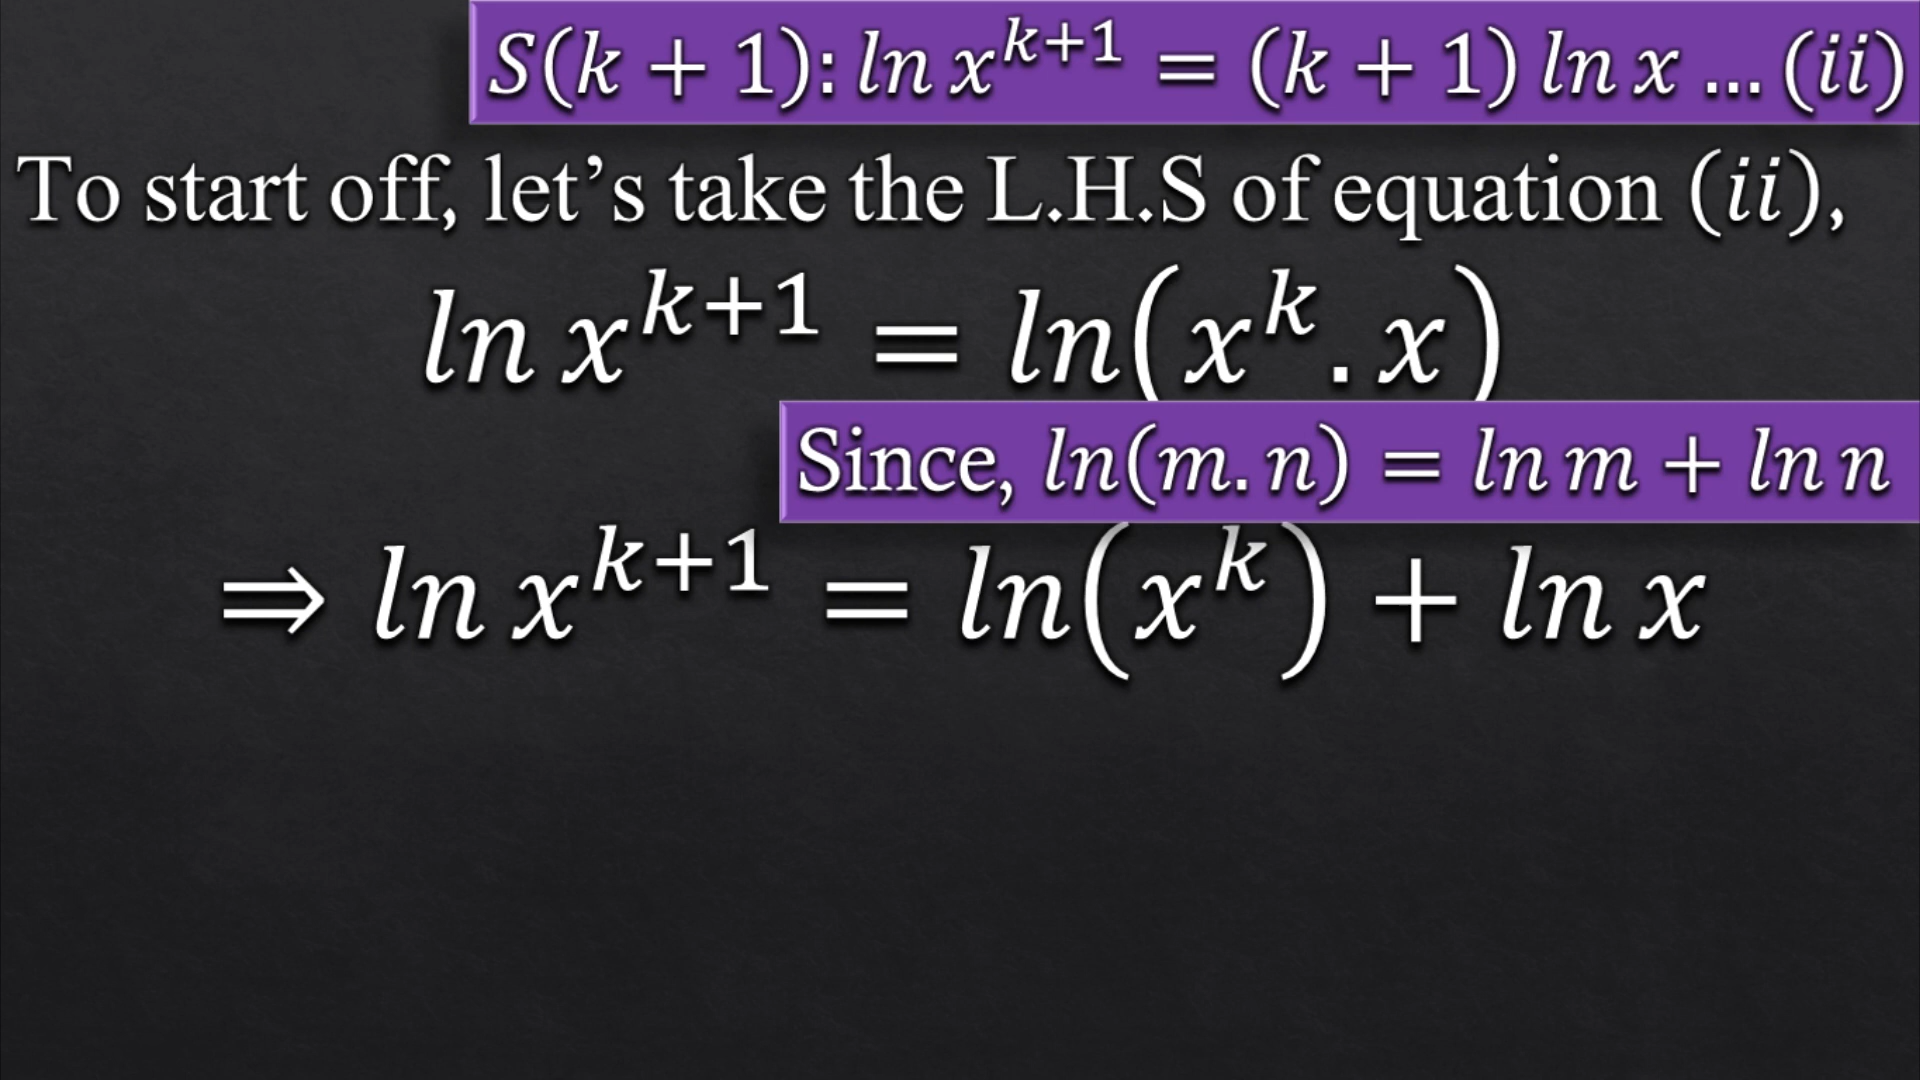 S(k + 1): ln x^{k+1} = (k + 1) ln x ... (ii)
To start off, let’s take the L.H.S of equation (ii),
ln x^{k+1} = ln(x^k . x)
Since, ln(m. n) = ln m + ln n
⇒ ln x^{k+1} = ln(x^k) + ln x